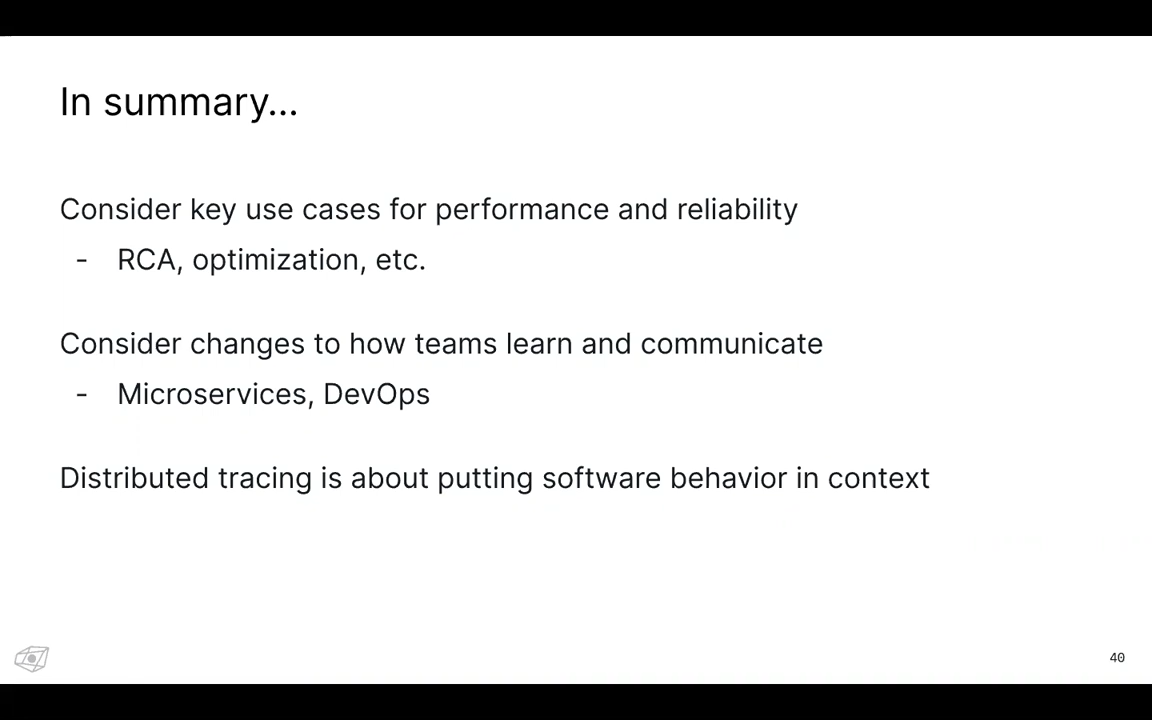 In summary...
Consider key use cases for performance and reliability
- RCA, optimization, etc.
Consider changes to how teams learn and communicate
- Microservices, DevOps
Distributed tracing is about putting software behavior in context
40